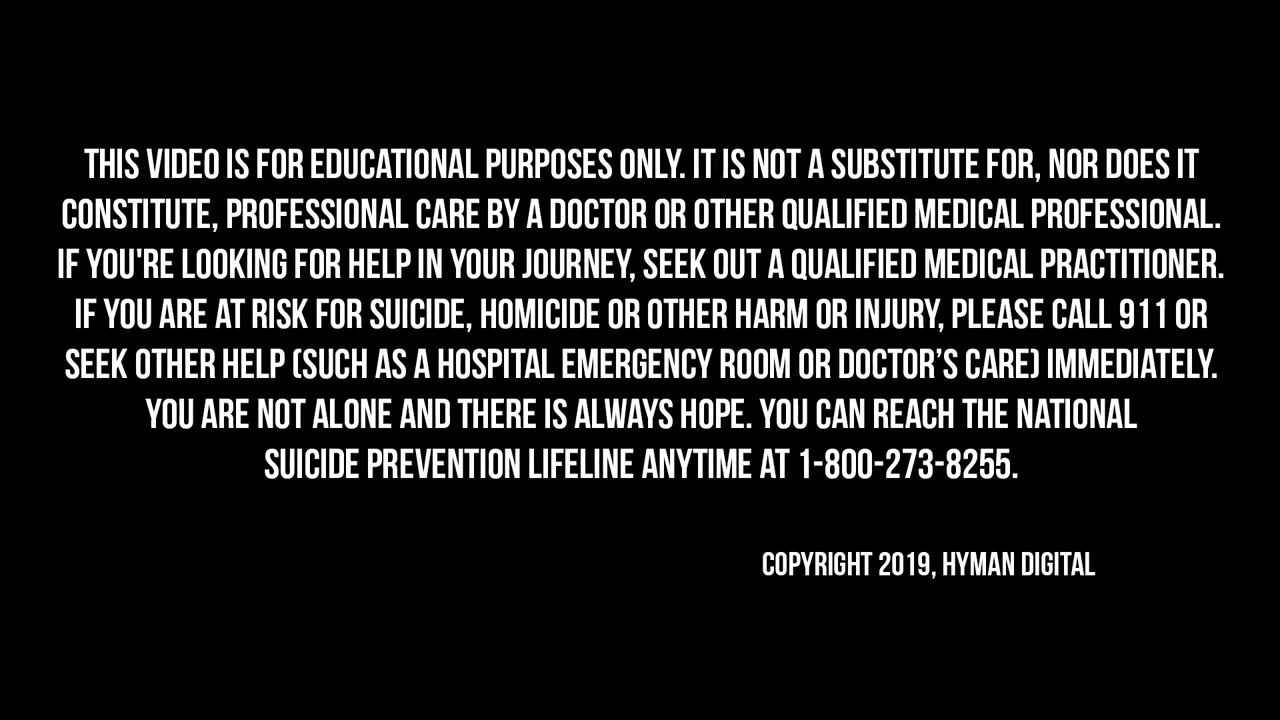 THIS VIDEO IS FOR EDUCATIONAL PURPOSES ONLY. IT IS NOT A SUBSTITUTE FOR, NOR DOES IT
CONSTITUTE, PROFESSIONAL CARE BY A DOCTOR OR OTHER QUALIFIED MEDICAL PROFESSIONAL.
IF YOU'RE LOOKING FOR HELP IN YOUR JOURNEY, SEEK OUT A QUALIFIED MEDICAL PRACTITIONER.
IF YOU ARE AT RISK FOR SUICIDE, HOMICIDE OR OTHER HARM OR INJURY, PLEASE CALL 911 OR
SEEK OTHER HELP (SUCH AS A HOSPITAL EMERGENCY ROOM OR DOCTOR’S CARE) IMMEDIATELY.
YOU ARE NOT ALONE AND THERE IS ALWAYS HOPE. YOU CAN REACH THE NATIONAL
SUICIDE PREVENTION LIFELINE ANYTIME AT 1-800-273-8255.
COPYRIGHT 2019, HYMAN DIGITAL